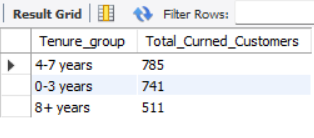 Result Grid Filter Rows:
Tenure_group Total_Curned_Customers
4-7 years 785
0-3 years 741
8+ years 511